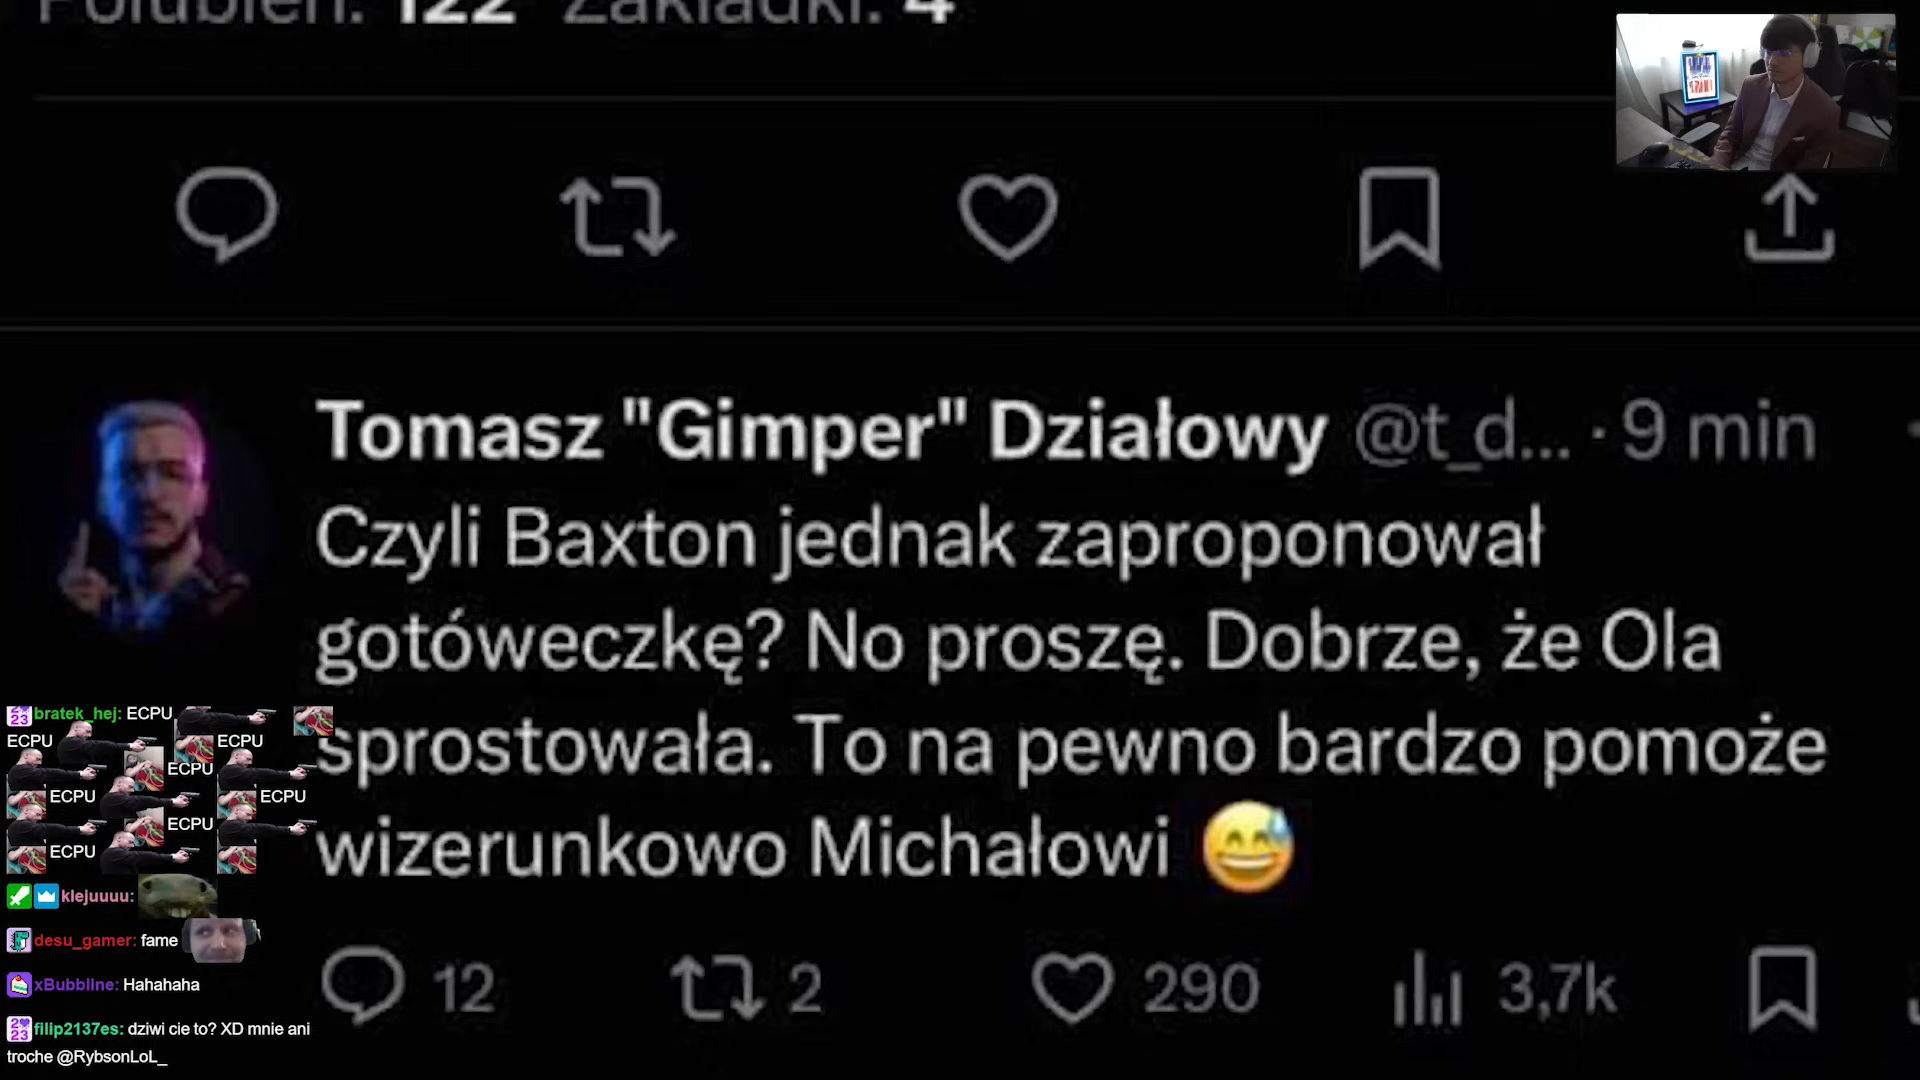 Polubień: 122 Zakładki: 4
Tomasz "Gimper" Działowy @t_d... · 9 min
Czyli Baxton jednak zaproponował
gotóweczkę? No proszę. Dobrze, że Ola
sprostowała. To na pewno bardzo pomoże
wizerunkowo Michałowi 😅
12 2 290 3,7k
bratek_hej: ECPU
ECPU ECPU
ECPU
ECPU ECPU
ECPU
ECPU
klejuuuu:
desu_gamer: fame
xBubbline: Hahahaha
filip2137es: dziwi cie to? XD mnie ani
troche @RybsonLoL_